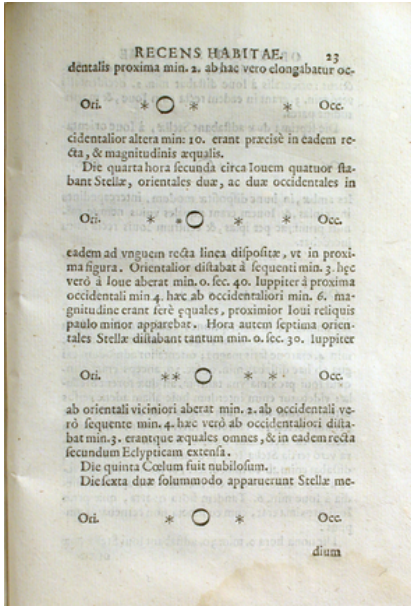 RECENS HABITAE. 23
dentalis proxima min. 2. ab hac vero elongabatur oc-
Ori. * O * * Occ.
cidentalior altera min: 10. erant præcisè in eadem re-
cta, & magnitudinis æqualis.
Die quarta hora secunda circa Iouem quatuor sta-
bant Stellæ, orientales duæ, ac duæ occidentales in
Ori. * * O * * Occ.
eadem ad vnguem recta linea dispositæ, vt in proxi-
ma figura. Orientalior distabat à sequenti min. 3. hęc
verò à Ioue aberat min. 0. sec. 40. Iuppiter à proxima
occidentali min 4. hæc ab occidentaliori min. 6. ma-
gnitudine erant ferè ęquales, proximior Ioui reliquis
paulo minor apparebat. Hora autem septima orien-
tales Stellæ distabant tantum min. 0. sec. 30. Iuppiter
Ori. ** O * * Occ.
ab orientali viciniori aberat min. 2. ab occidentali ve-
rò sequente min. 4. hæc verò ab occidentaliori dista-
bat min. 3. erantque æquales omnes, & in eadem recta
secundum Eclypticam extensa.
Die quinta Cœlum fuit nubilosum.
Die sexta duæ solummodo apparuerunt Stellæ me-
Ori. * O * Occ.
dium